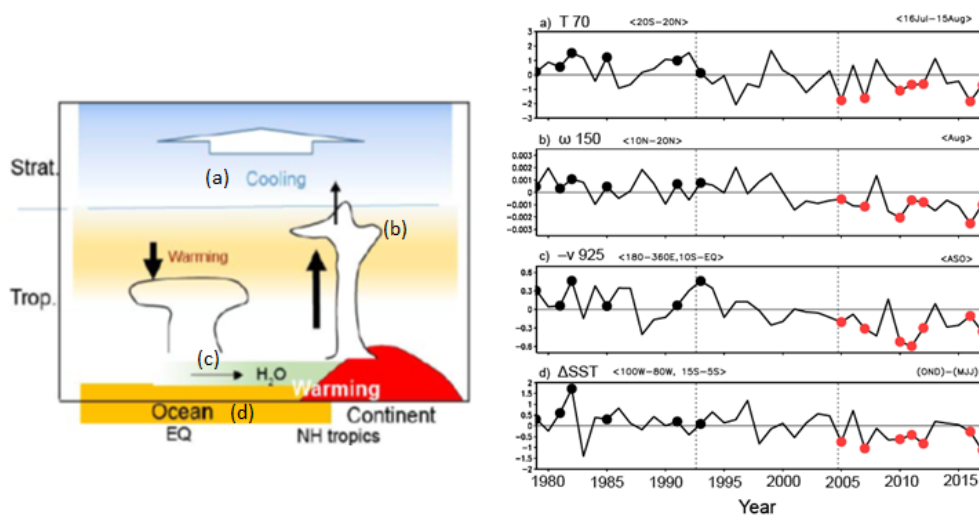 Strat.
(a)
Cooling
(b)
Warming
Trop.
(c)
H₂O
Warming
Ocean (d)
Continent
EQ
NH tropics
a) T 70 <20S-20N> <16Jul-15Aug>
3
2
1
0
-1
-2
-3
b) ω 150 <10N-20N> <Aug>
0.003
0.002
0.001
0
-0.001
-0.002
-0.003
c) -v 925 <180-360E,10S-EQ> <ASO>
0.6
0.3
0
-0.3
-0.6
d) ΔSST <100W-80W, 15S-5S> (OND)-(MJJ)
2
1.5
1
0.5
0
-0.5
-1
-1.5
-2
1980 1985 1990 1995 2000 2005 2010 2015
Year